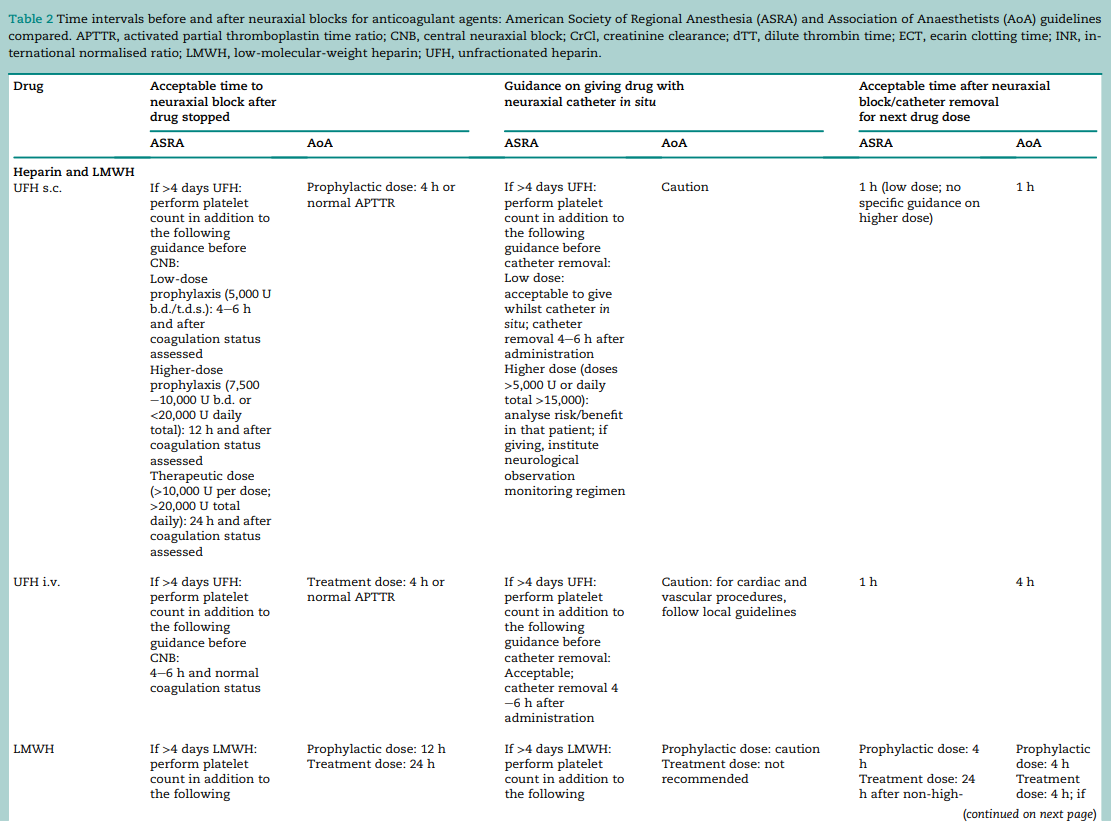 Table 2 Time intervals before and after neuraxial blocks for anticoagulant agents: American Society of Regional Anesthesia (ASRA) and Association of Anaesthetists (AoA) guidelines
compared. APTTR, activated partial thromboplastin time ratio; CNB, central neuraxial block; CrCl, creatinine clearance; dTT, dilute thrombin time; ECT, ecarin clotting time; INR, in-
ternational normalised ratio; LMWH, low-molecular-weight heparin; UFH, unfractionated heparin.
Drug
Acceptable time to
neuraxial block after
drug stopped
Guidance on giving drug with
neuraxial catheter in situ
Acceptable time after neuraxial
block/catheter removal
for next drug dose
ASRA
AoA
ASRA
AoA
ASRA
AoA
Heparin and LMWH
UFH s.c.
If >4 days UFH:
perform platelet
count in addition to
the following
guidance before
CNB:
Low-dose
prophylaxis (5,000 U
b.d./t.d.s.): 4–6 h
and after
coagulation status
assessed
Higher-dose
prophylaxis (7,500
–10,000 U b.d. or
<20,000 U daily
total): 12 h and after
coagulation status
assessed
Therapeutic dose
(>10,000 U per dose;
>20,000 U total
daily): 24 h and after
coagulation status
assessed
Prophylactic dose: 4 h or
normal APTTR
If >4 days UFH:
perform platelet
count in addition to
the following
guidance before
catheter removal:
Low dose:
acceptable to give
whilst catheter in
situ; catheter
removal 4–6 h after
administration
Higher dose (doses
>5,000 U or daily
total >15,000):
analyse risk/benefit
in that patient; if
giving, institute
neurological
observation
monitoring regimen
Caution
1 h (low dose; no
specific guidance on
higher dose)
1 h
UFH i.v.
If >4 days UFH:
perform platelet
count in addition to
the following
guidance before
CNB:
4–6 h and normal
coagulation status
Treatment dose: 4 h or
normal APTTR
If >4 days UFH:
perform platelet
count in addition to
the following
guidance before
catheter removal:
Acceptable;
catheter removal 4
–6 h after
administration
Caution: for cardiac and
vascular procedures,
follow local guidelines
1 h
4 h
LMWH
If >4 days LMWH:
perform platelet
count in addition to
the following
Prophylactic dose: 12 h
Treatment dose: 24 h
If >4 days LMWH:
perform platelet
count in addition to
the following
Prophylactic dose: caution
Treatment dose: not
recommended
Prophylactic dose: 4
h
Treatment dose: 24
h after non-high-
Prophylactic
dose: 4 h
Treatment
dose: 4 h; if
(continued on next page)